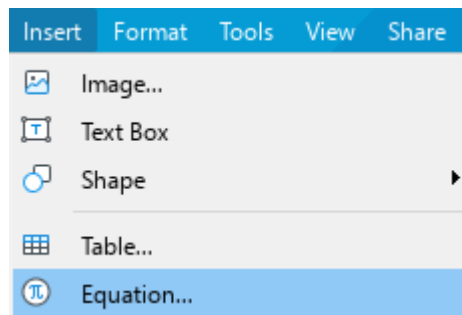 Insert Format Tools View Share
Image...
Text Box
Shape
Table...
Equation...